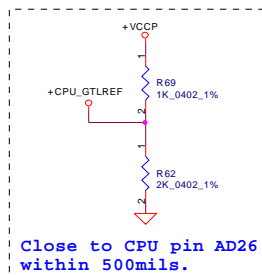 +VCCP
1
R69
1K_0402_1%
+CPU_GTLREF
2
1
R62
2K_0402_1%
2
Close to CPU pin AD26
within 500mils.